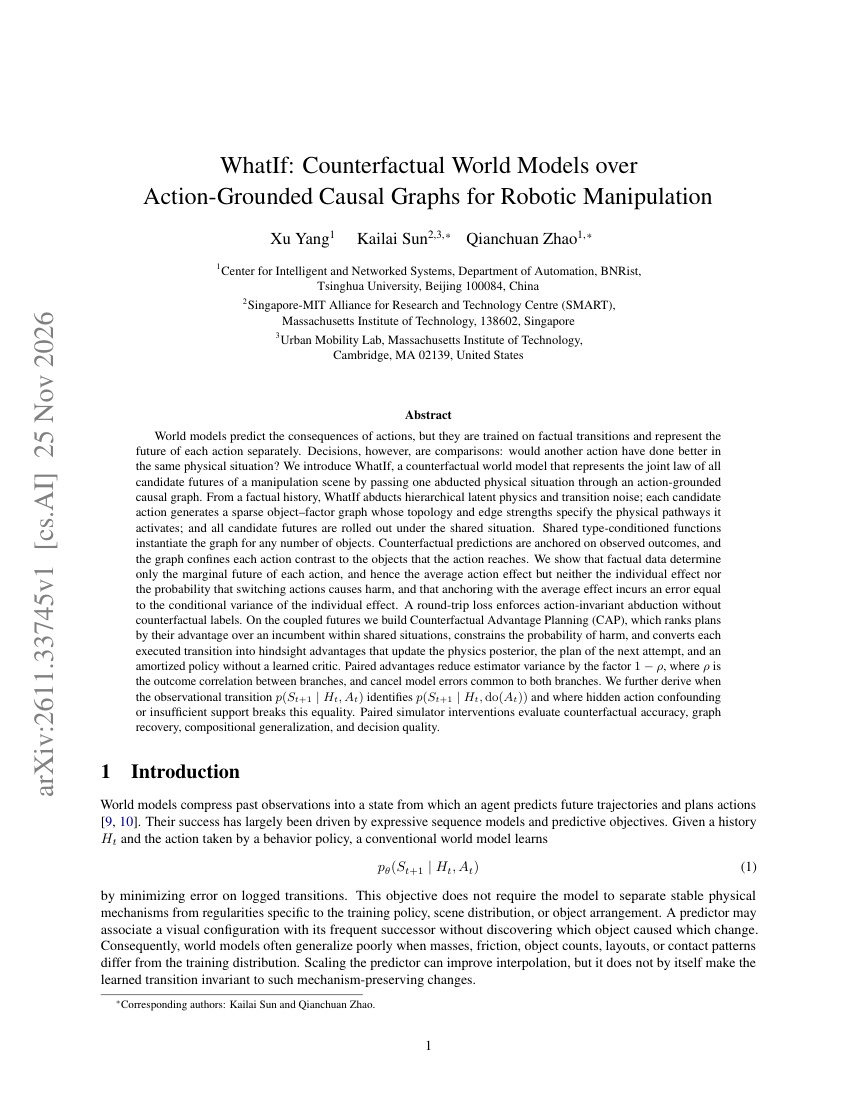 WhatIf: Counterfactual World Models over
Action-Grounded Causal Graphs for Robotic Manipulation
Xu Yang1 Kailai Sun2,3,∗ Qianchuan Zhao1,∗
1Center for Intelligent and Networked Systems, Department of Automation, BNRist,
Tsinghua University, Beijing 100084, China
2Singapore-MIT Alliance for Research and Technology Centre (SMART),
Massachusetts Institute of Technology, 138602, Singapore
3Urban Mobility Lab, Massachusetts Institute of Technology,
Cambridge, MA 02139, United States
arXiv:2611.33745v1 [cs.AI] 25 Nov 2026
Abstract
World models predict the consequences of actions, but they are trained on factual transitions and represent the
future of each action separately. Decisions, however, are comparisons: would another action have done better in
the same physical situation? We introduce WhatIf, a counterfactual world model that represents the joint law of all
candidate futures of a manipulation scene by passing one abducted physical situation through an action-grounded
causal graph. From a factual history, WhatIf abducts hierarchical latent physics and transition noise; each candidate
action generates a sparse object–factor graph whose topology and edge strengths specify the physical pathways it
activates; and all candidate futures are rolled out under the shared situation. Shared type-conditioned functions
instantiate the graph for any number of objects. Counterfactual predictions are anchored on observed outcomes, and
the graph confines each action contrast to the objects that the action reaches. We show that factual data determine
only the marginal future of each action, and hence the average action effect but neither the individual effect nor
the probability that switching actions causes harm, and that anchoring with the average effect incurs an error equal
to the conditional variance of the individual effect. A round-trip loss enforces action-invariant abduction without
counterfactual labels. On the coupled futures we build Counterfactual Advantage Planning (CAP), which ranks plans
by their advantage over an incumbent within shared situations, constrains the probability of harm, and converts each
executed transition into hindsight advantages that update the physics posterior, the plan of the next attempt, and an
amortized policy without a learned critic. Paired advantages reduce estimator variance by the factor 1 − ρ, where ρ is
the outcome correlation between branches, and cancel model errors common to both branches. We further derive when
the observational transition p(St+1 | Ht, At) identifies p(St+1 | Ht, do(At)) and where hidden action confounding
or insufficient support breaks this equality. Paired simulator interventions evaluate counterfactual accuracy, graph
recovery, compositional generalization, and decision quality.
1 Introduction
World models compress past observations into a state from which an agent predicts future trajectories and plans actions
[9, 10]. Their success has largely been driven by expressive sequence models and predictive objectives. Given a history
Ht and the action taken by a behavior policy, a conventional world model learns
pθ(St+1 | Ht, At) (1)
by minimizing error on logged transitions. This objective does not require the model to separate stable physical
mechanisms from regularities specific to the training policy, scene distribution, or object arrangement. A predictor may
associate a visual configuration with its frequent successor without discovering which object caused which change.
Consequently, world models often generalize poorly when masses, friction, object counts, layouts, or contact patterns
differ from the training distribution. Scaling the predictor can improve interpolation, but it does not by itself make the
learned transition invariant to such mechanism-preserving changes.
∗Corresponding authors: Kailai Sun and Qianchuan Zhao.
1